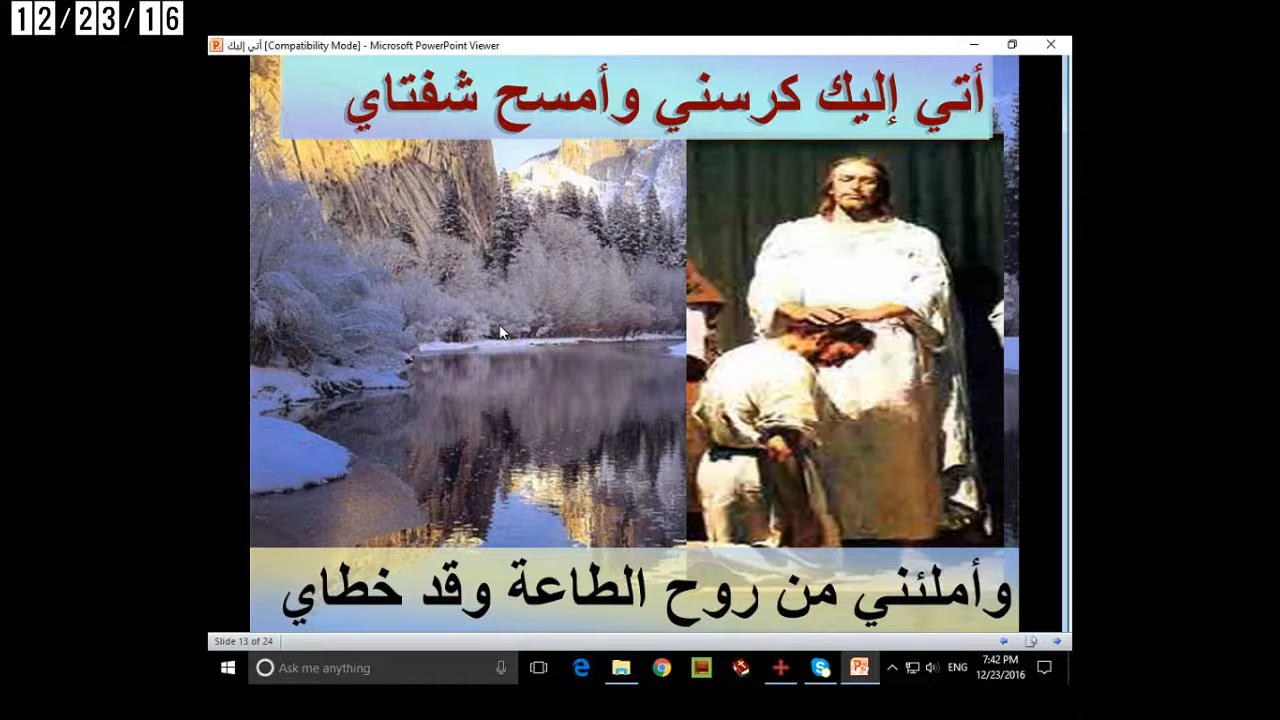 12/23/16
أتي إليك [Compatibility Mode] - Microsoft PowerPoint Viewer
أتي إليك كرسني وأمسح شفتاي
وأملئني من روح الطاعة وقد خطاي
Slide 13 of 24
Ask me anything
ENG
7:42 PM
12/23/2016